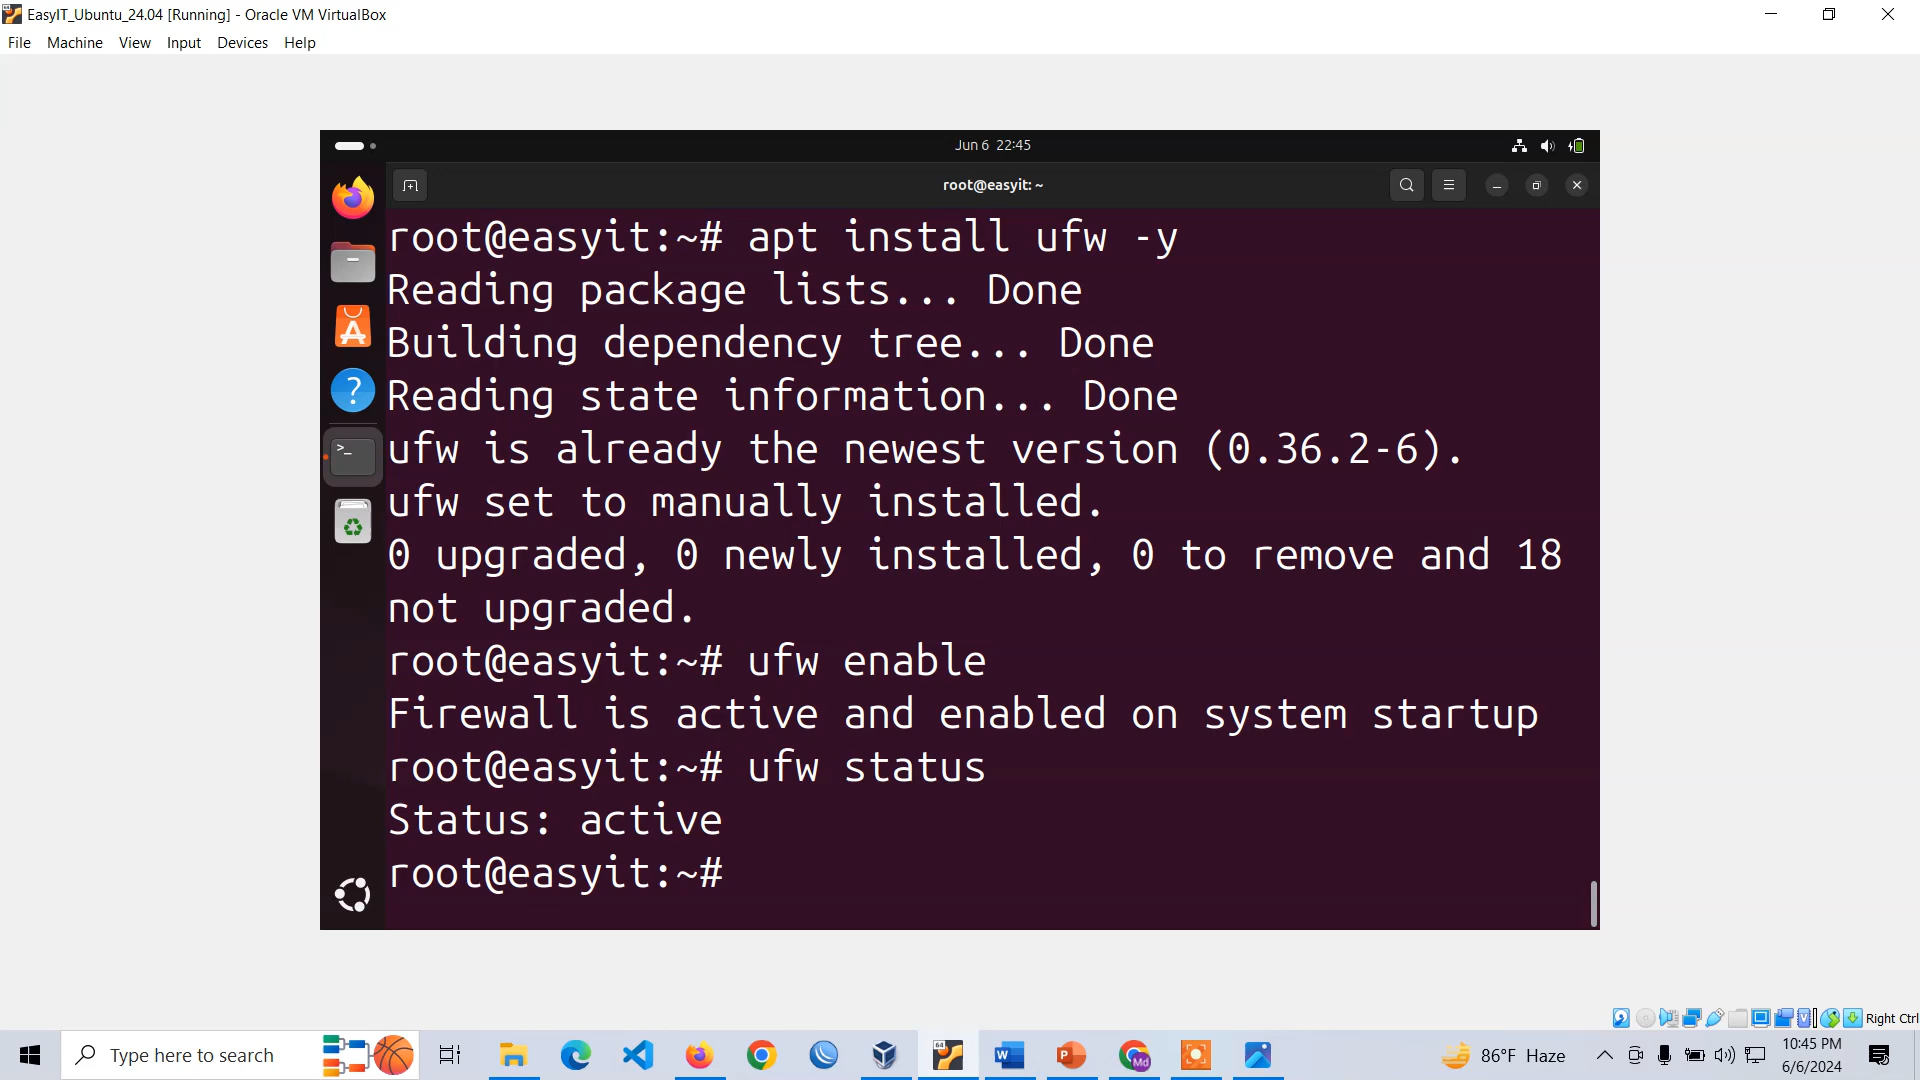 EasyIT_Ubuntu_24.04 [Running] - Oracle VM VirtualBox
File Machine View Input Devices Help
Jun 6 22:45
root@easyit: ~
root@easyit:~# apt install ufw -y
Reading package lists... Done
Building dependency tree... Done
Reading state information... Done
ufw is already the newest version (0.36.2-6).
ufw set to manually installed.
0 upgraded, 0 newly installed, 0 to remove and 18
not upgraded.
root@easyit:~# ufw enable
Firewall is active and enabled on system startup
root@easyit:~# ufw status
Status: active
root@easyit:~#
Right Ctrl
Type here to search
86°F Haze
10:45 PM
6/6/2024